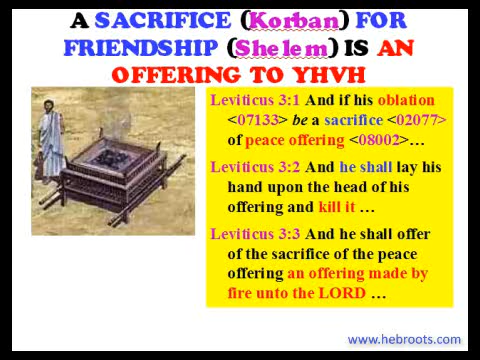 A SACRIFICE (Korban) FOR
FRIENDSHIP (Shelem) IS AN
OFFERING TO YHVH
Leviticus 3:1 And if his oblation
<07133> be a sacrifice <02077>
of peace offering <08002>…
Leviticus 3:2 And he shall lay his
hand upon the head of his
offering and kill it …
Leviticus 3:3 And he shall offer
of the sacrifice of the peace
offering an offering made by
fire unto the LORD …
www.hebroots.com